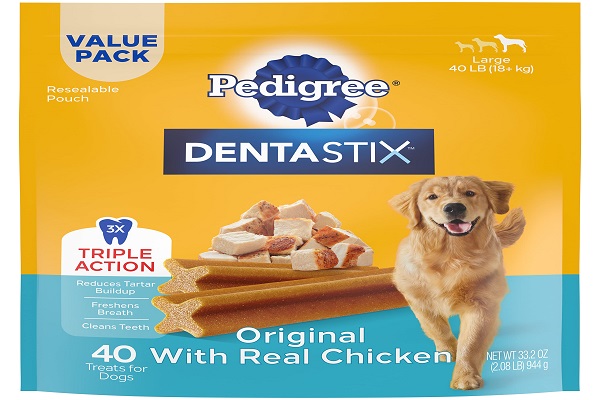 VALUE
PACK
Resealable
Pouch
Large
40 LB (18+ kg)
Pedigree®
DENTASTIX™
3X
TRIPLE
ACTION
Reduces Tartar
Buildup
Freshens
Breath
Cleans Teeth
40
Treats for
Dogs
Original
With Real Chicken
NET WT 33.2 OZ
(2.08 LB) 944 g